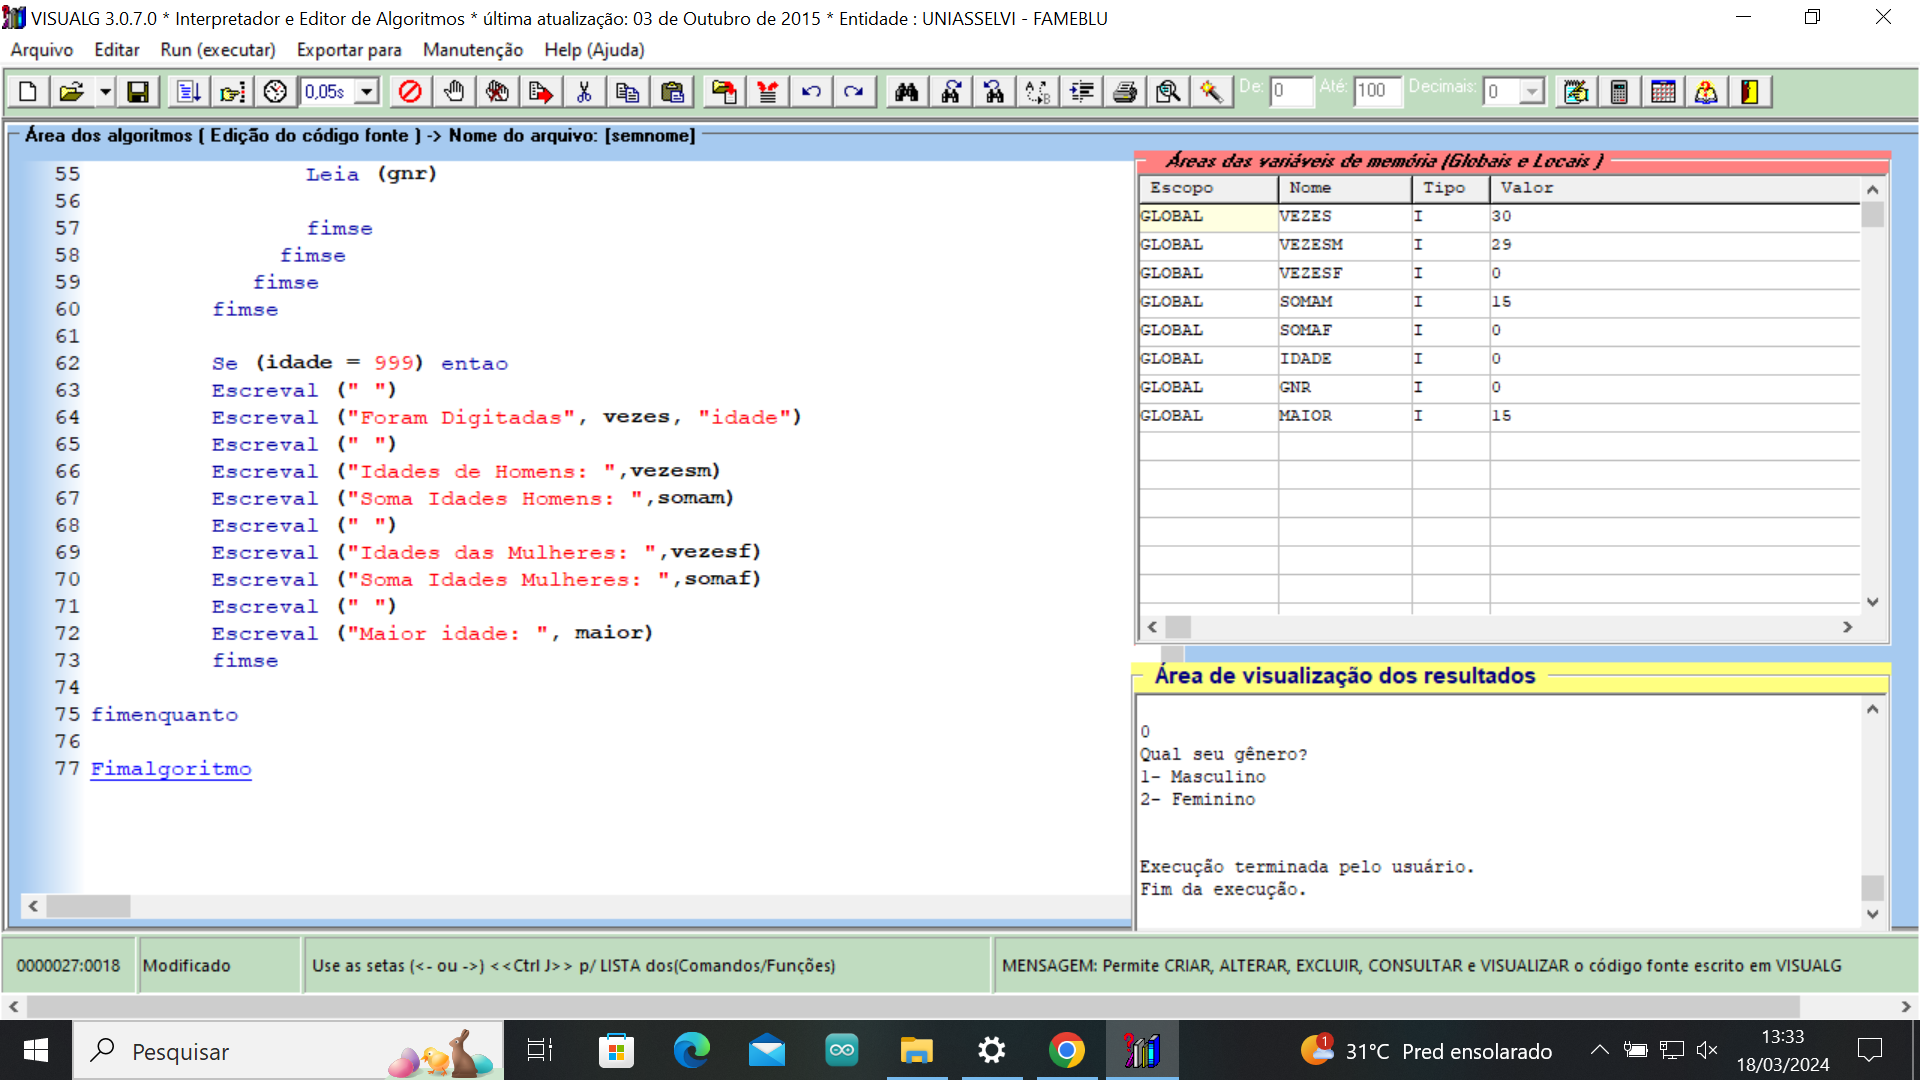 VISUALG 3.0.7.0 * Interpretador e Editor de Algoritmos * última atualização: 03 de Outubro de 2015 * Entidade : UNIASSELVI - FAMEBLU
Arquivo Editar Run (executar) Exportar para Manutenção Help (Ajuda)
0,05s De: 0 Até: 100 Decimais: 0
Área dos algoritmos ( Edição do código fonte ) -> Nome do arquivo: [semnome]
55 Leia (gnr)
56
57 fimse
58 fimse
59 fimse
60 fimse
61
62 Se (idade = 999) entao
63 Escreval (" ")
64 Escreval ("Foram Digitadas", vezes, "idade")
65 Escreval (" ")
66 Escreval ("Idades de Homens: ",vezesm)
67 Escreval ("Soma Idades Homens: ",somam)
68 Escreval (" ")
69 Escreval ("Idades das Mulheres: ",vezesf)
70 Escreval ("Soma Idades Mulheres: ",somaf)
71 Escreval (" ")
72 Escreval ("Maior idade: ", maior)
73 fimse
74
75 fimenquanto
76
77 Fimalgoritmo
Áreas das variáveis de memória (Globais e Locais )
Escopo Nome Tipo Valor
GLOBAL VEZES I 30
GLOBAL VEZESM I 29
GLOBAL VEZESF I 0
GLOBAL SOMAM I 15
GLOBAL SOMAF I 0
GLOBAL IDADE I 0
GLOBAL GNR I 0
GLOBAL MAIOR I 15
Área de visualização dos resultados
0
Qual seu gênero?
1- Masculino
2- Feminino
Execução terminada pelo usuário.
Fim da execução.
0000027:0018 Modificado Use as setas (<- ou ->) <<Ctrl J>> p/ LISTA dos(Comandos/Funções) MENSAGEM: Permite CRIAR, ALTERAR, EXCLUIR, CONSULTAR e VISUALIZAR o código fonte escrito em VISUALG
Pesquisar
1
31°C Pred ensolarado
13:33
18/03/2024